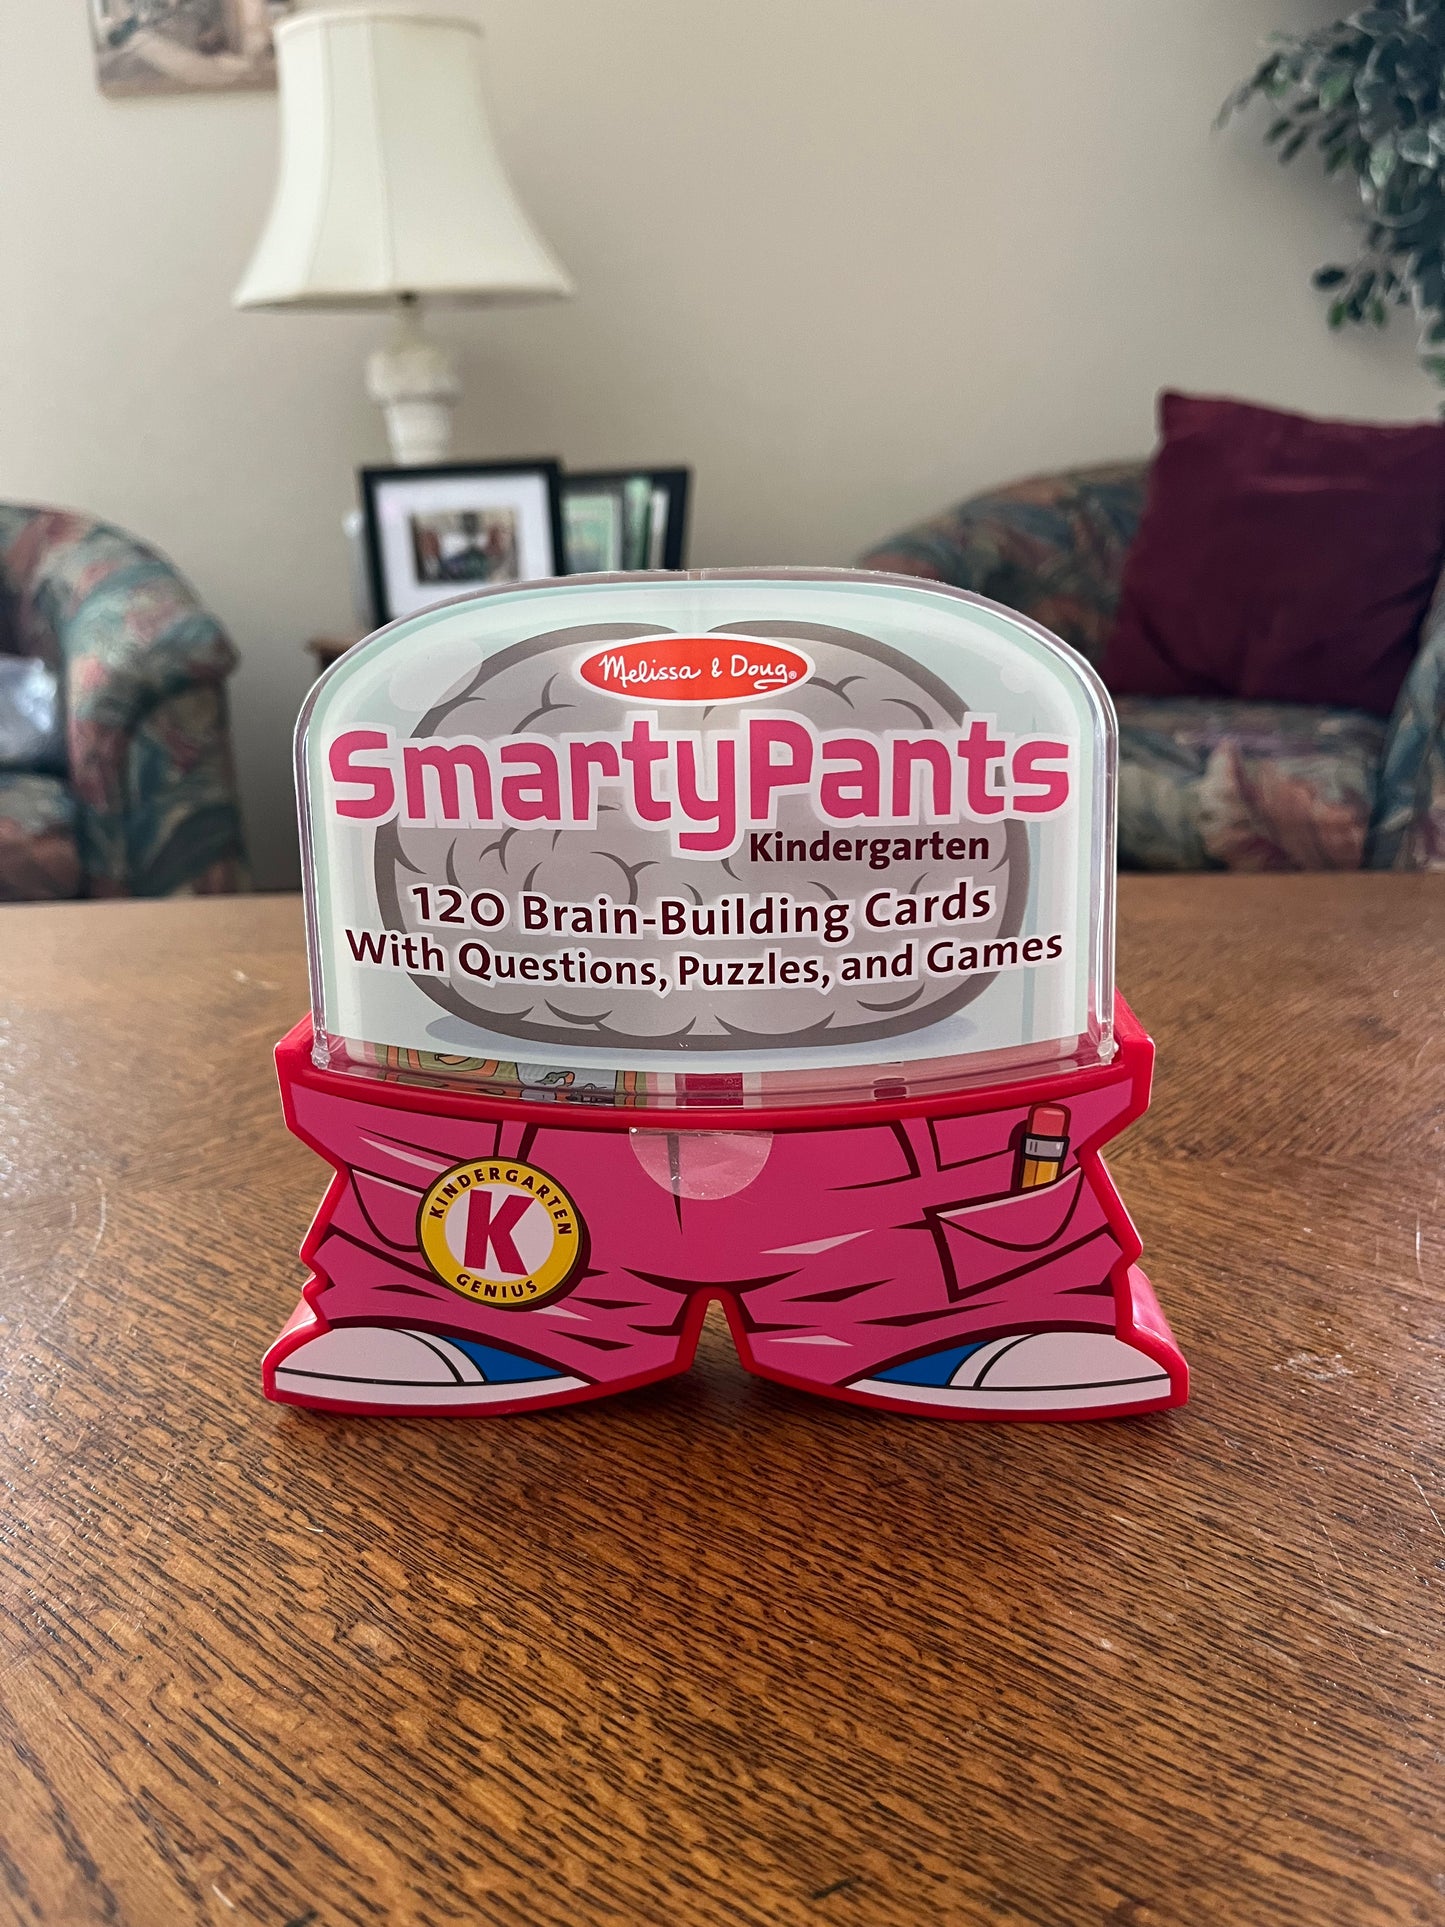 Melissa & Doug®
SmartyPants
Kindergarten
120 Brain-Building Cards
With Questions, Puzzles, and Games
KINDERGARTEN
K
GENIUS